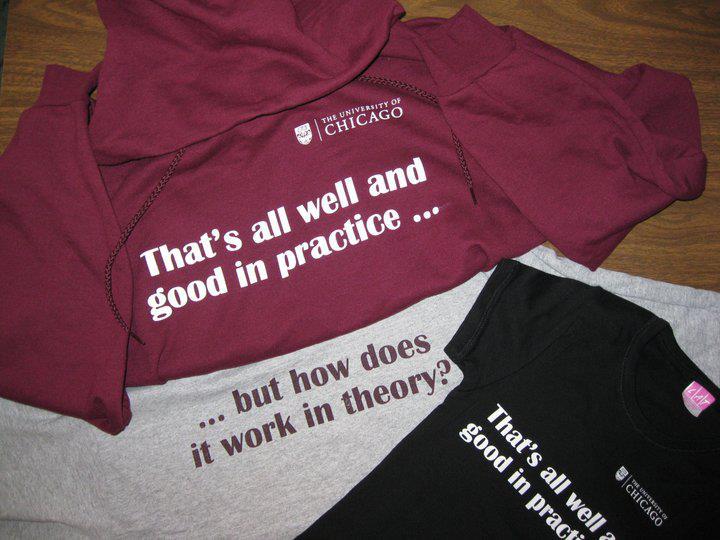 THE UNIVERSITY OF
CHICAGO
That's all well and
good in practice ...
... but how does
it work in theory?
That's all well a
good in practi
THE UNIVERSITY OF
CHICAGO